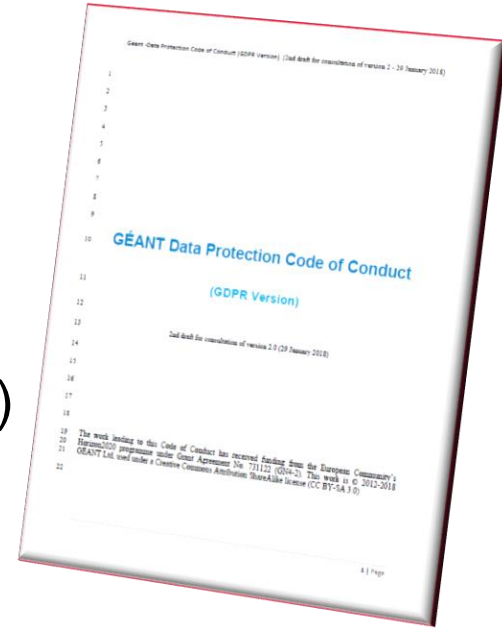 Geant -Data Protection Code of Conduct (GDPR Version) (2nd draft for consultation of version 2 - 29 January 2018)
1
2
3
4
5
6
7
8
9
10 GÉANT Data Protection Code of Conduct
11
(GDPR Version)
12
13
2nd draft for consultation of version 2.0 (29 January 2018)
14
15
16
)
17
18
19 The work leading to this Code of Conduct has received funding from the European Community's
20 Horizon2020 programme under Grant Agreement No. 731122 (GN4-2). This work is © 2012-2018
21 GÉANT Ltd, used under a Creative Commons Attribution ShareAlike license (CC BY-SA 3.0)
22
1 | Page